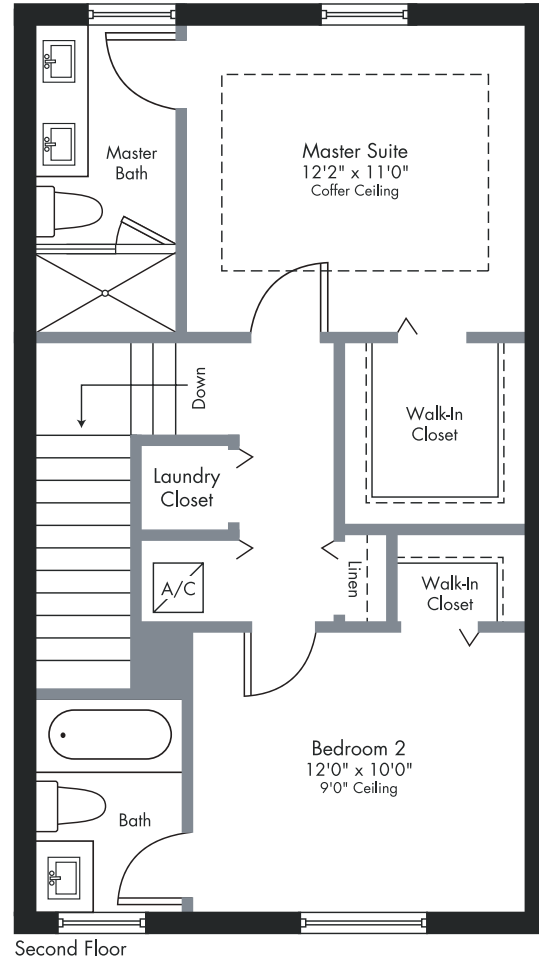 Master
Bath
Master Suite
12'2" x 11'0"
Coffer Ceiling
Down
Walk-In
Closet
Laundry
Closet
A/C
Linen
Walk-In
Closet
Bedroom 2
12'0" x 10'0"
9'0" Ceiling
Bath
Second Floor